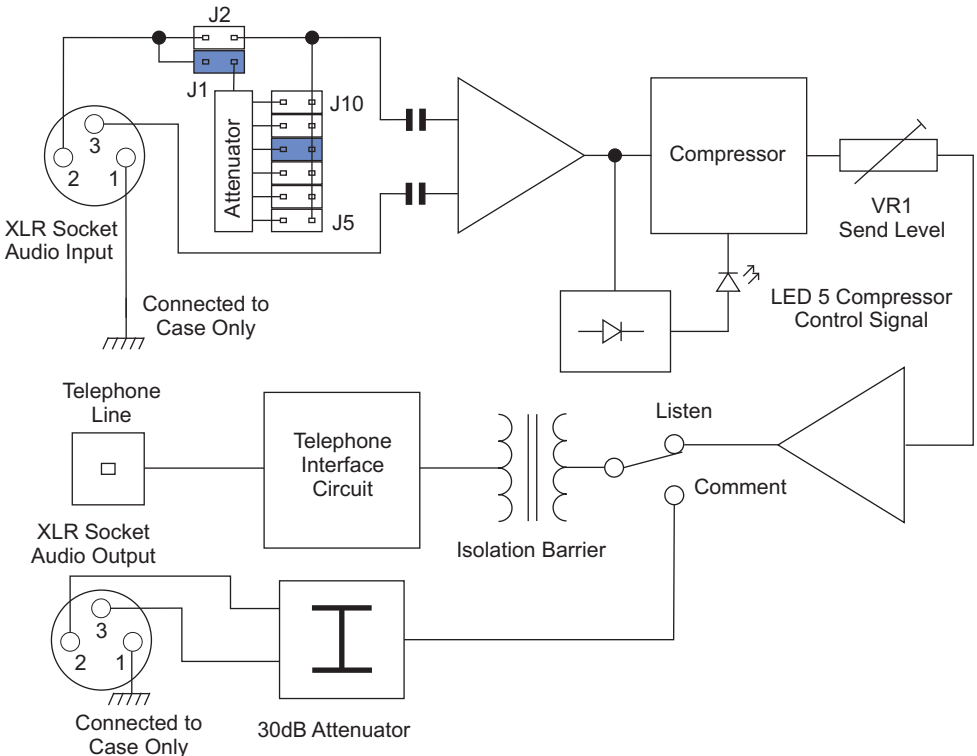 J2
J1
J10
Attenuator
J5
3
2
1
XLR Socket
Audio Input
Connected to
Case Only
Compressor
VR1
Send Level
LED 5 Compressor
Control Signal
Telephone
Line
Telephone
Interface
Circuit
Listen
Comment
Isolation Barrier
XLR Socket
Audio Output
3
2
1
Connected to
Case Only
30dB Attenuator